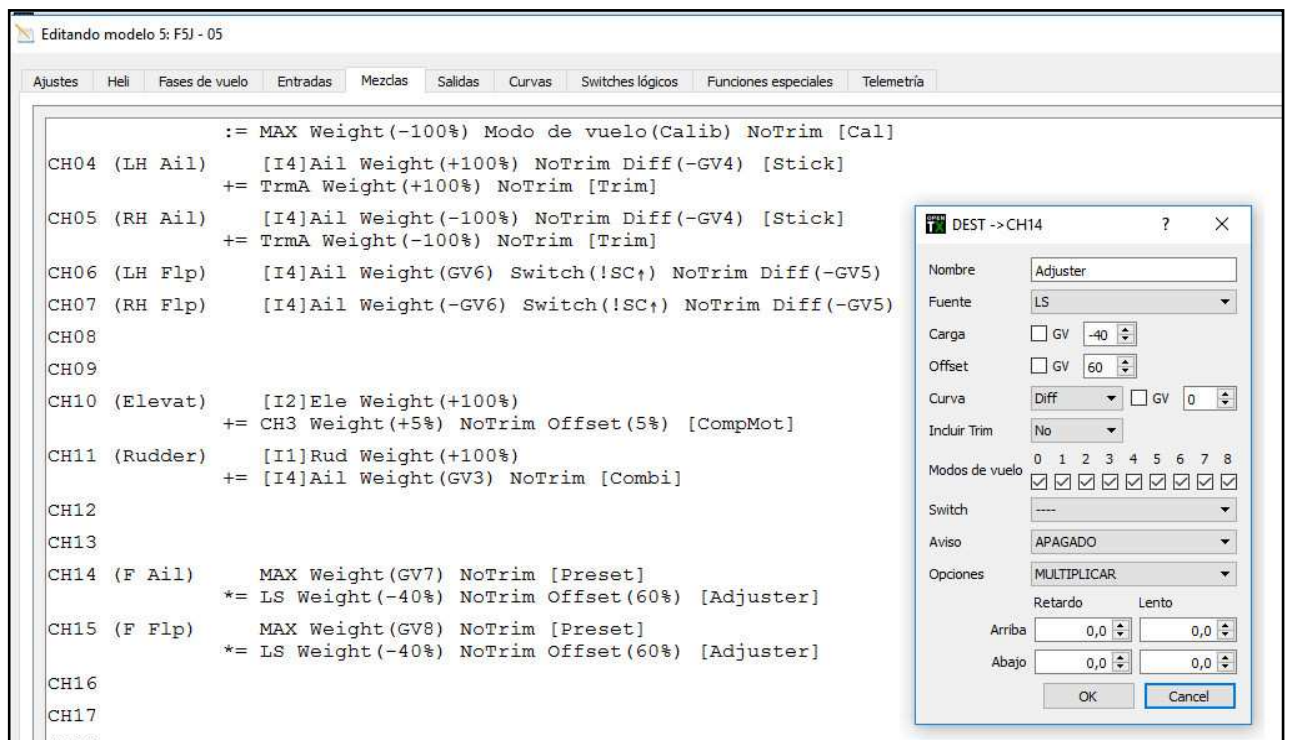 Editando modelo 5: F5J - 05
Ajustes Heli Fases de vuelo Entradas Mezclas Salidas Curvas Switches lógicos Funciones especiales Telemetría
:= MAX Weight(-100%) Modo de vuelo(Calib) NoTrim [Cal]
CH04 (LH Ail) [I4]Ail Weight(+100%) NoTrim Diff(-GV4) [Stick]
+= TrmA Weight(+100%) NoTrim [Trim]
CH05 (RH Ail) [I4]Ail Weight(-100%) NoTrim Diff(-GV4) [Stick]
+= TrmA Weight(-100%) NoTrim [Trim]
CH06 (LH Flp) [I4]Ail Weight(GV6) Switch(!SC↑) NoTrim Diff(-GV5)
CH07 (RH Flp) [I4]Ail Weight(-GV6) Switch(!SC↑) NoTrim Diff(-GV5)
CH08
CH09
CH10 (Elevat) [I2]Ele Weight(+100%)
+= CH3 Weight(+5%) NoTrim Offset(5%) [CompMot]
CH11 (Rudder) [I1]Rud Weight(+100%)
+= [I4]Ail Weight(GV3) NoTrim [Combi]
CH12
CH13
CH14 (F Ail) MAX Weight(GV7) NoTrim [Preset]
*= LS Weight(-40%) NoTrim Offset(60%) [Adjuster]
CH15 (F Flp) MAX Weight(GV8) NoTrim [Preset]
*= LS Weight(-40%) NoTrim Offset(60%) [Adjuster]
CH16
CH17
OPEN TX DEST -> CH14 ? X
Nombre Adjuster
Fuente LS
Carga GV -40
Offset GV 60
Curva Diff GV 0
Incluir Trim No
0 1 2 3 4 5 6 7 8
Modos de vuelo
Switch ----
Aviso APAGADO
Opciones MULTIPLICAR
Retardo Lento
Arriba 0,0 0,0
Abajo 0,0 0,0
OK Cancel